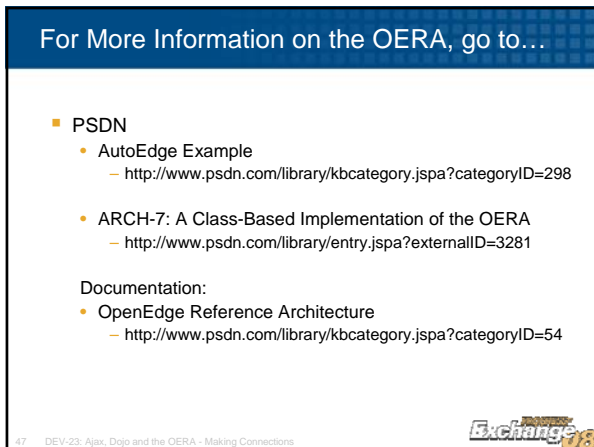 For More Information on the OERA, go to…
PSDN
AutoEdge Example
– http://www.psdn.com/library/kbcategory.jspa?categoryID=298
ARCH-7: A Class-Based Implementation of the OERA
– http://www.psdn.com/library/entry.jspa?externalID=3281
Documentation:
OpenEdge Reference Architecture
– http://www.psdn.com/library/kbcategory.jspa?categoryID=54
47 DEV-23: Ajax, Dojo and the OERA - Making Connections
PROGRESS
Exchange 08